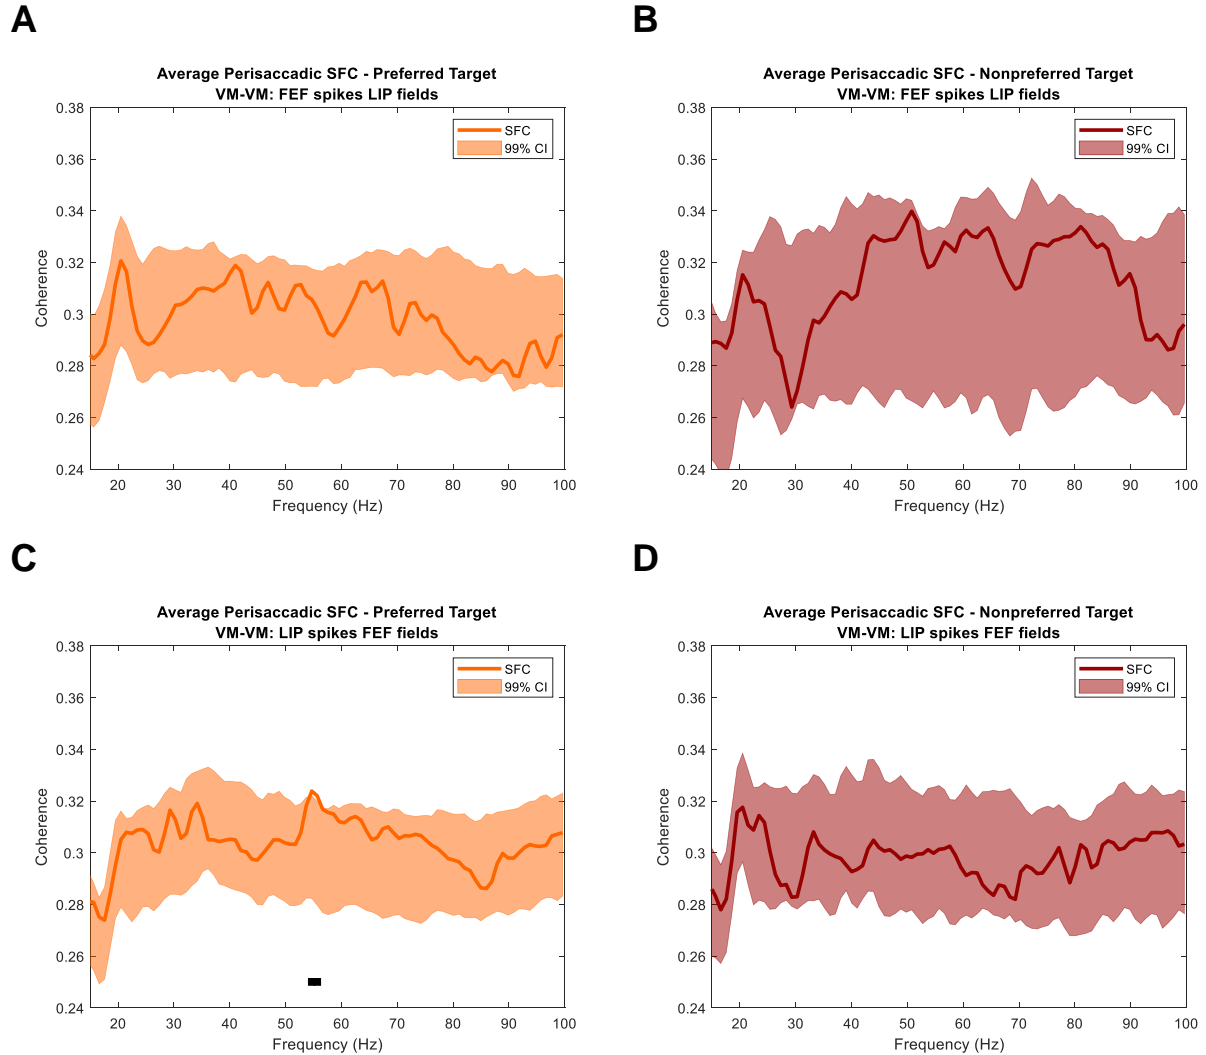 A
Average Perisaccadic SFC - Preferred Target
VM-VM: FEF spikes LIP fields
SFC
99% CI
0.38
0.36
0.34
0.32
0.3
0.28
0.26
0.24
Coherence
20 30 40 50 60 70 80 90 100
Frequency (Hz)
B
Average Perisaccadic SFC - Nonpreferred Target
VM-VM: FEF spikes LIP fields
SFC
99% CI
0.38
0.36
0.34
0.32
0.3
0.28
0.26
0.24
Coherence
20 30 40 50 60 70 80 90 100
Frequency (Hz)
C
Average Perisaccadic SFC - Preferred Target
VM-VM: LIP spikes FEF fields
SFC
99% CI
0.38
0.36
0.34
0.32
0.3
0.28
0.26
0.24
Coherence
20 30 40 50 60 70 80 90 100
Frequency (Hz)
D
Average Perisaccadic SFC - Nonpreferred Target
VM-VM: LIP spikes FEF fields
SFC
99% CI
0.38
0.36
0.34
0.32
0.3
0.28
0.26
0.24
Coherence
20 30 40 50 60 70 80 90 100
Frequency (Hz)